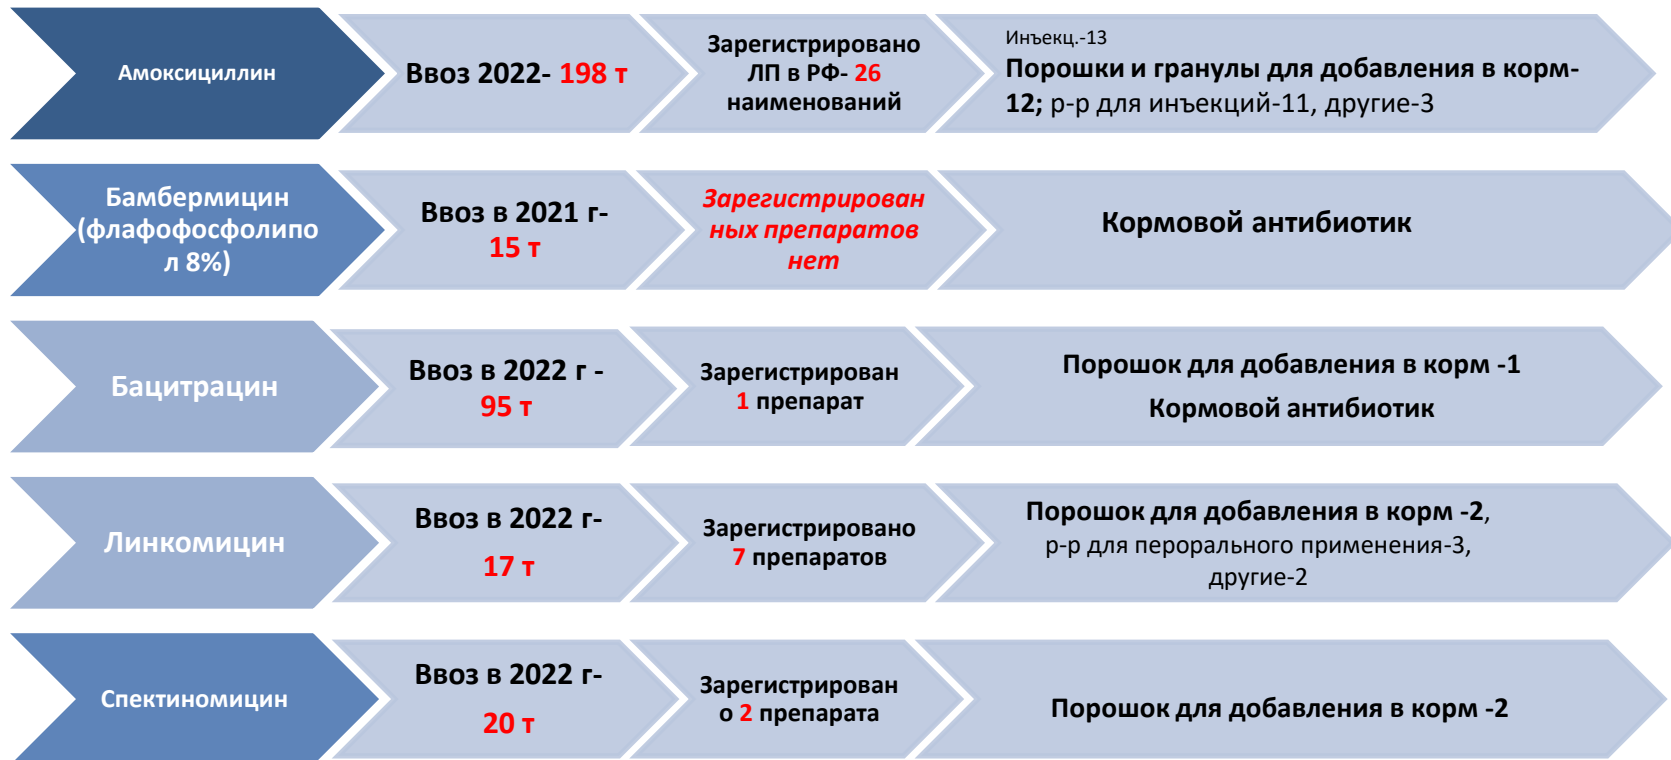 Амоксициллин
Ввоз 2022- 198 т
Зарегистрировано
ЛП в РФ- 26
наименований
Инъекц.-13
Порошки и гранулы для добавления в корм-
12; р-р для инъекций-11, другие-3
Бамбермицин
(флафофосфолипо
л 8%)
Ввоз в 2021 г-
15 т
Зарегистрирован
ных препаратов
нет
Кормовой антибиотик
Бацитрацин
Ввоз в 2022 г -
95 т
Зарегистрирован
1 препарат
Порошок для добавления в корм -1
Кормовой антибиотик
Линкомицин
Ввоз в 2022 г-
17 т
Зарегистрировано
7 препаратов
Порошок для добавления в корм -2,
р-р для перорального применения-3,
другие-2
Спектиномицин
Ввоз в 2022 г-
20 т
Зарегистрирован
о 2 препарата
Порошок для добавления в корм -2